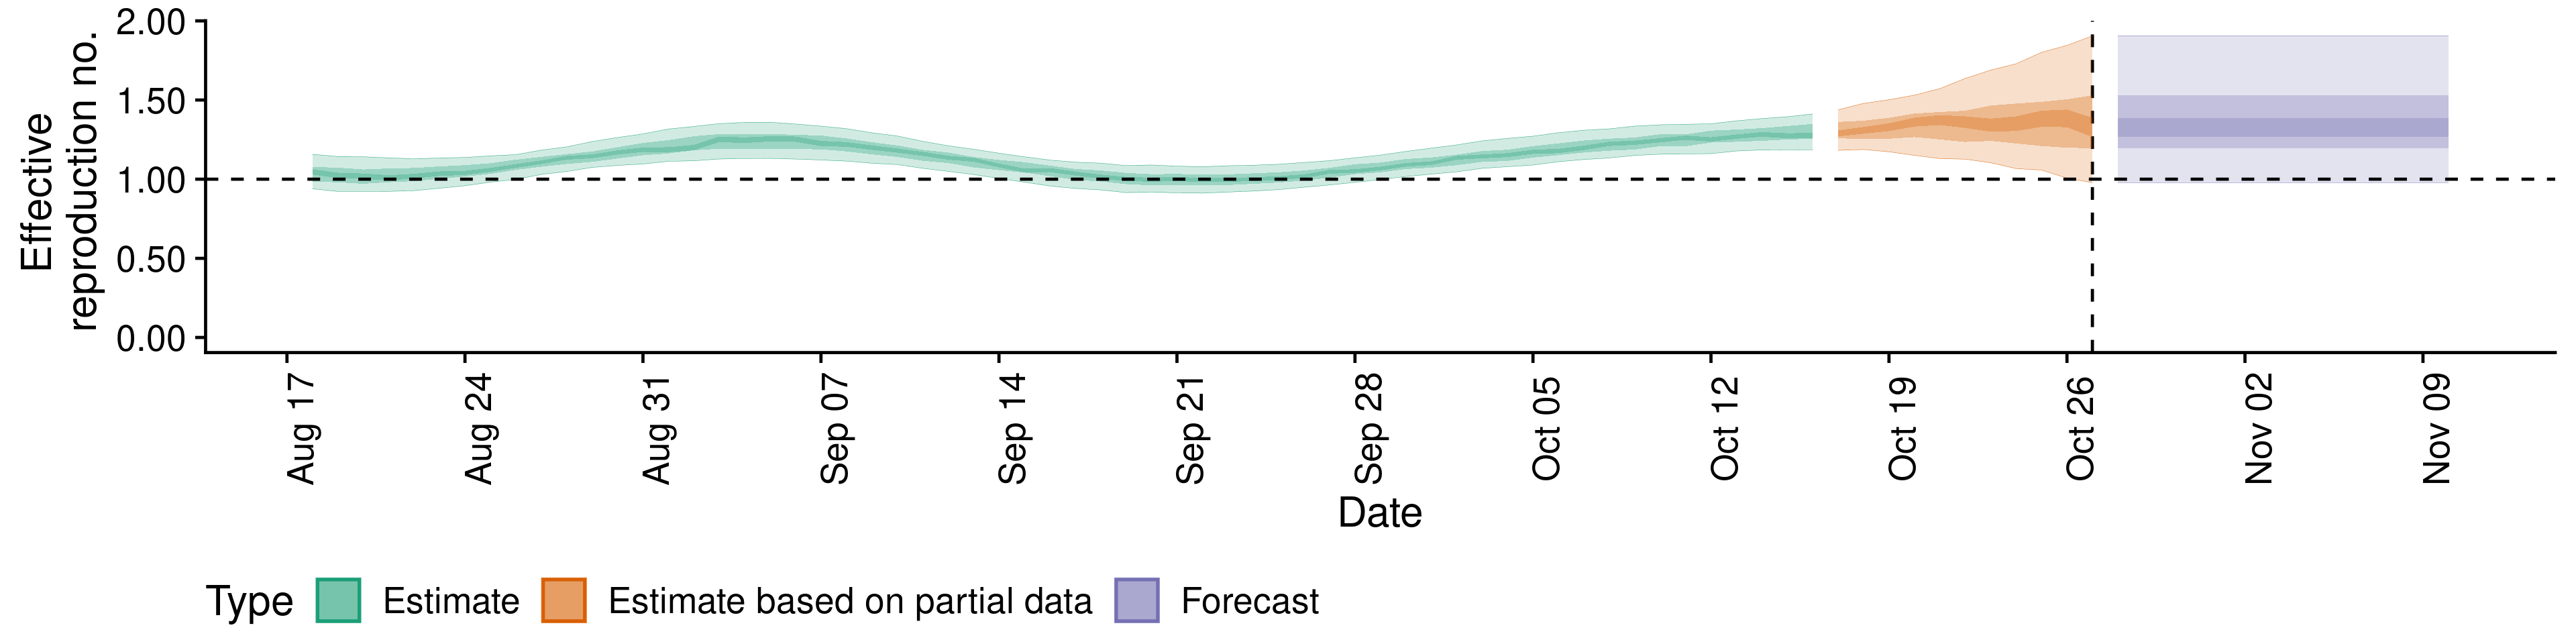 Effective
reproduction no.
2.00
1.50
1.00
0.50
0.00
Aug 17
Aug 24
Aug 31
Sep 07
Sep 14
Sep 21
Sep 28
Oct 05
Oct 12
Oct 19
Oct 26
Nov 02
Nov 09
Date
Type Estimate Estimate based on partial data Forecast